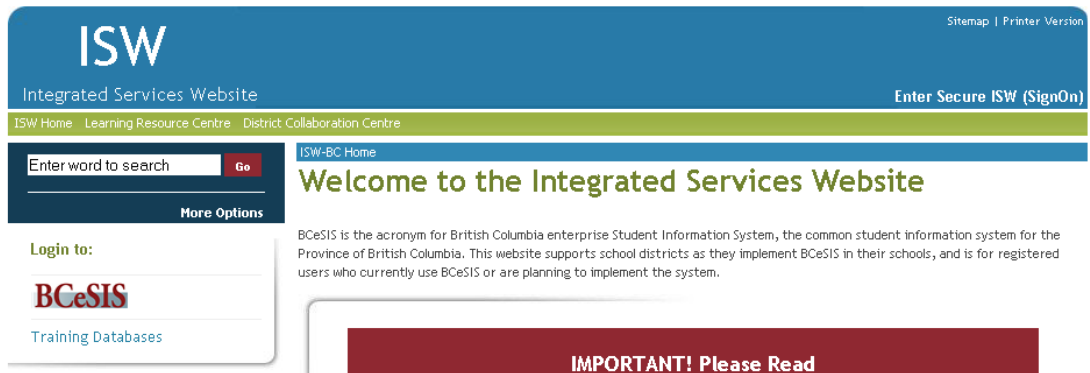 ISW
Sitemap | Printer Version
Integrated Services Website
Enter Secure ISW (SignOn)
ISW Home Learning Resource Centre District Collaboration Centre
Enter word to search Go
More Options
Login to:
BCeSIS
Training Databases
ISW-BC Home
Welcome to the Integrated Services Website
BCeSIS is the acronym for British Columbia enterprise Student Information System, the common student information system for the
Province of British Columbia. This website supports school districts as they implement BCeSIS in their schools, and is for registered
users who currently use BCeSIS or are planning to implement the system.
IMPORTANT! Please Read